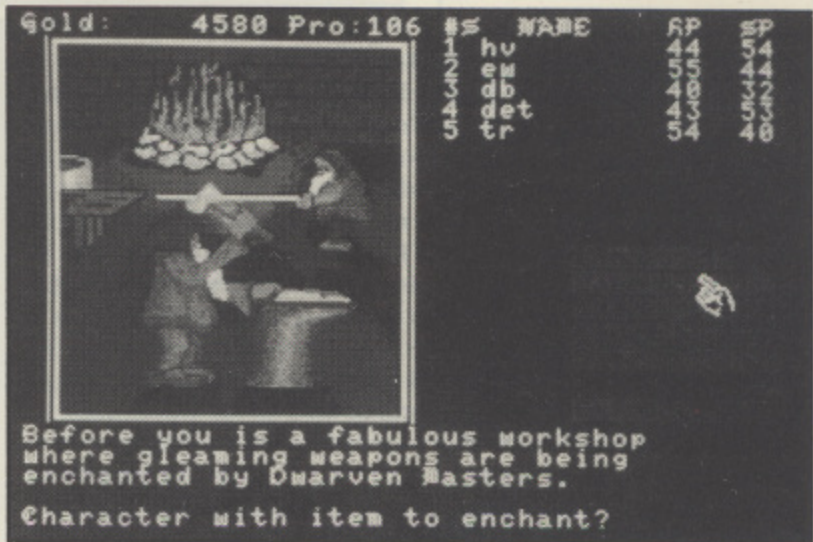 Gold: 4580 Pro:106
#S NAME HP SP
1 hv 44 54
2 ew 55 44
3 db 40 32
4 det 43 53
5 tr 54 40
Before you is a fabulous workshop
where gleaming weapons are being
enchanted by Dwarven Masters.
Character with item to enchant?